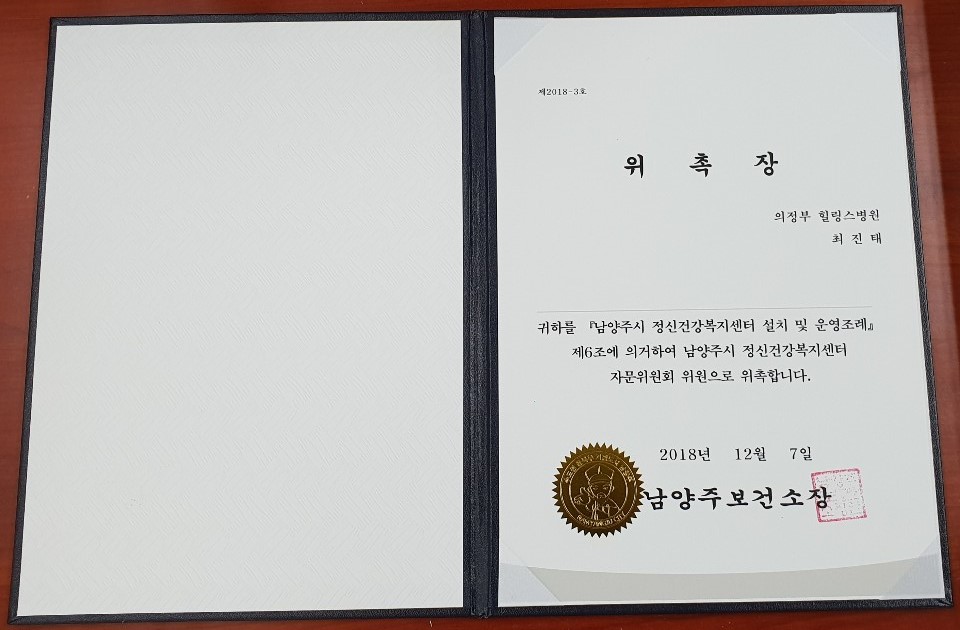 제2018-3호
위 촉 장
의정부 힐링스병원
최 진 태
귀하를 『남양주시 정신건강복지센터 설치 및 운영조례』
제6조에 의거하여 남양주시 정신건강복지센터
자문위원회 위원으로 위촉합니다.
2018년 12월 7일
남양주보건소장